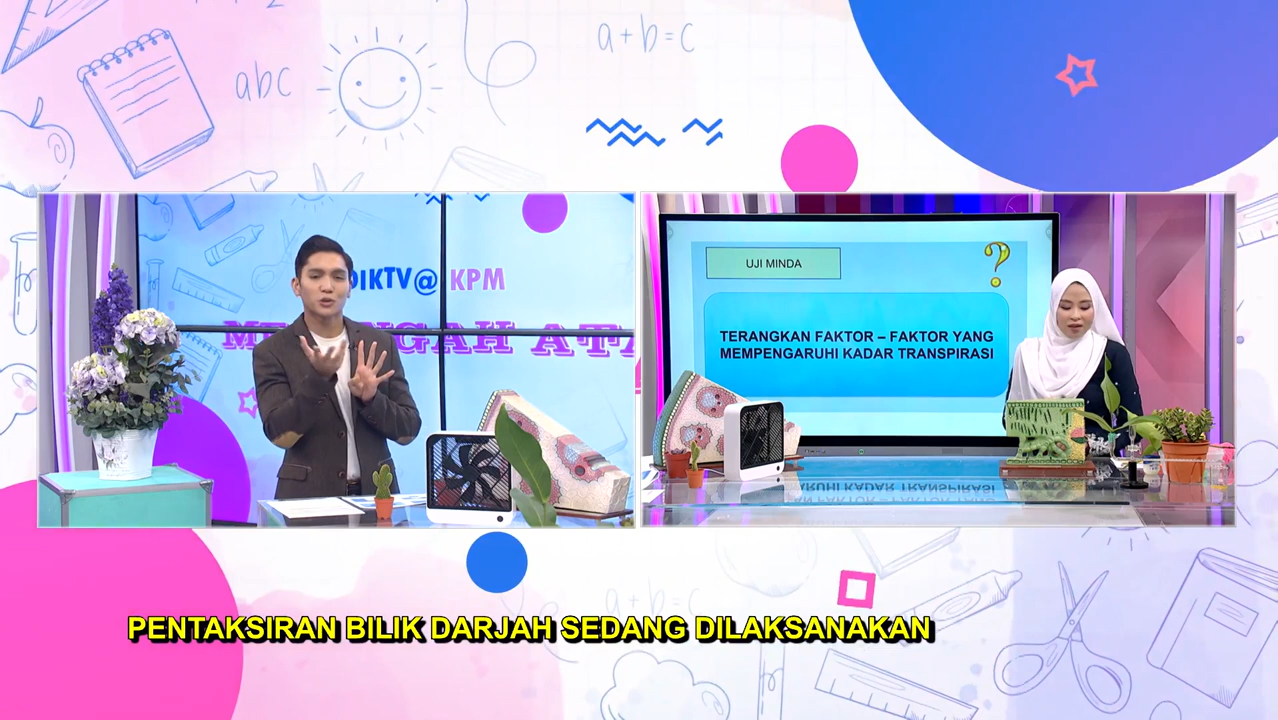 a+b=c
abc
DIKTV@ KPM
UJI MINDA
?
TERANGKAN FAKTOR – FAKTOR YANG
MEMPENGARUHI KADAR TRANSPIRASI
a+b=c
PENTAKSIRAN BILIK DARJAH SEDANG DILAKSANAKAN